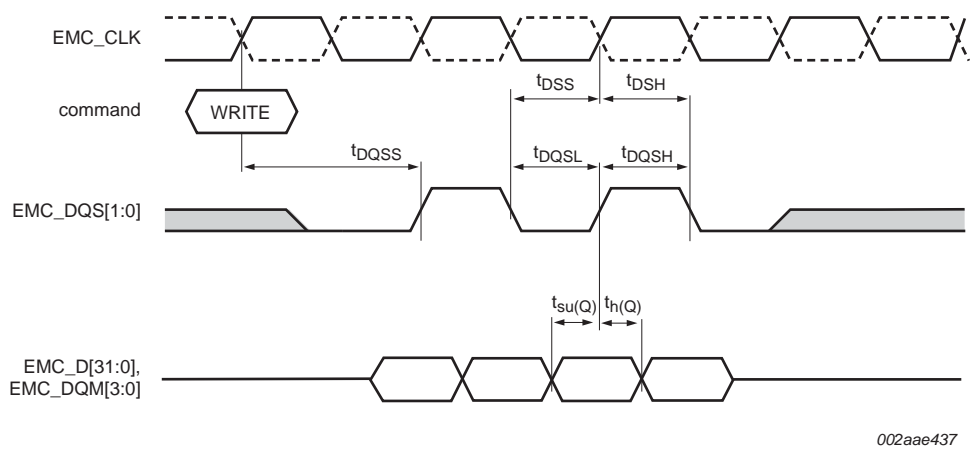 EMC_CLK
tDSS tDSH
command
WRITE
tDQSS tDQSL tDQSH
EMC_DQS[1:0]
tsu(Q) th(Q)
EMC_D[31:0],
EMC_DQM[3:0]
002aae437